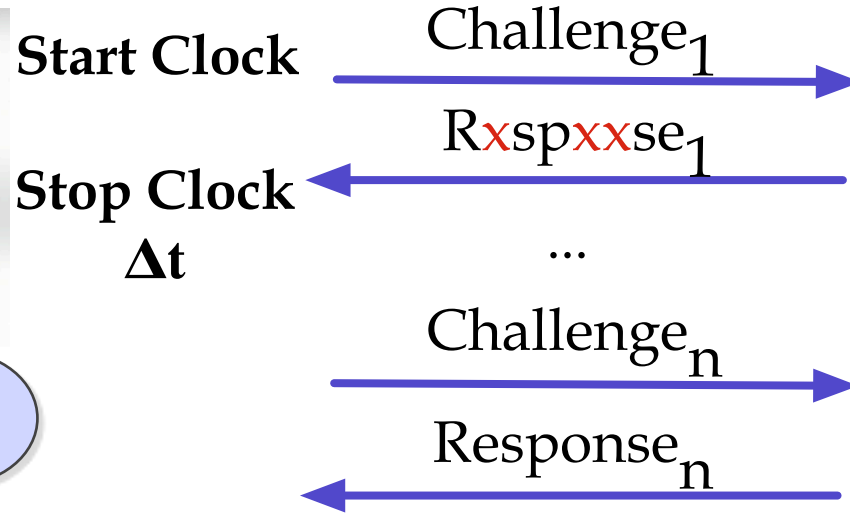 Start Clock
Challenge1
Rxspxxse1
Stop Clock
Δt
...
Challengen
Responsen